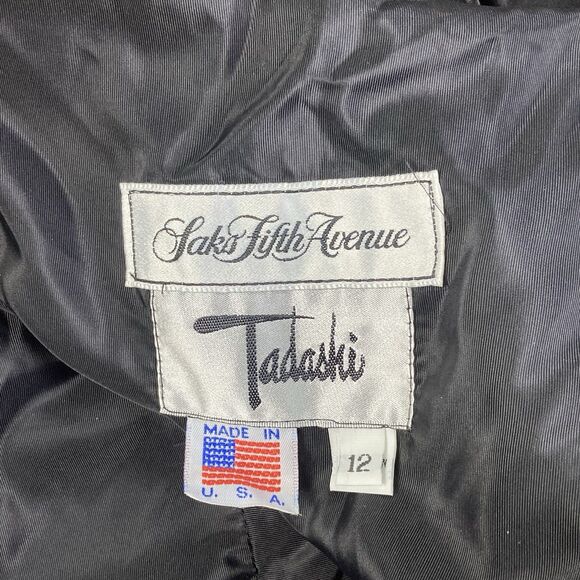 Saks Fifth Avenue
Tadashi
MADE IN
U. S. A.
12